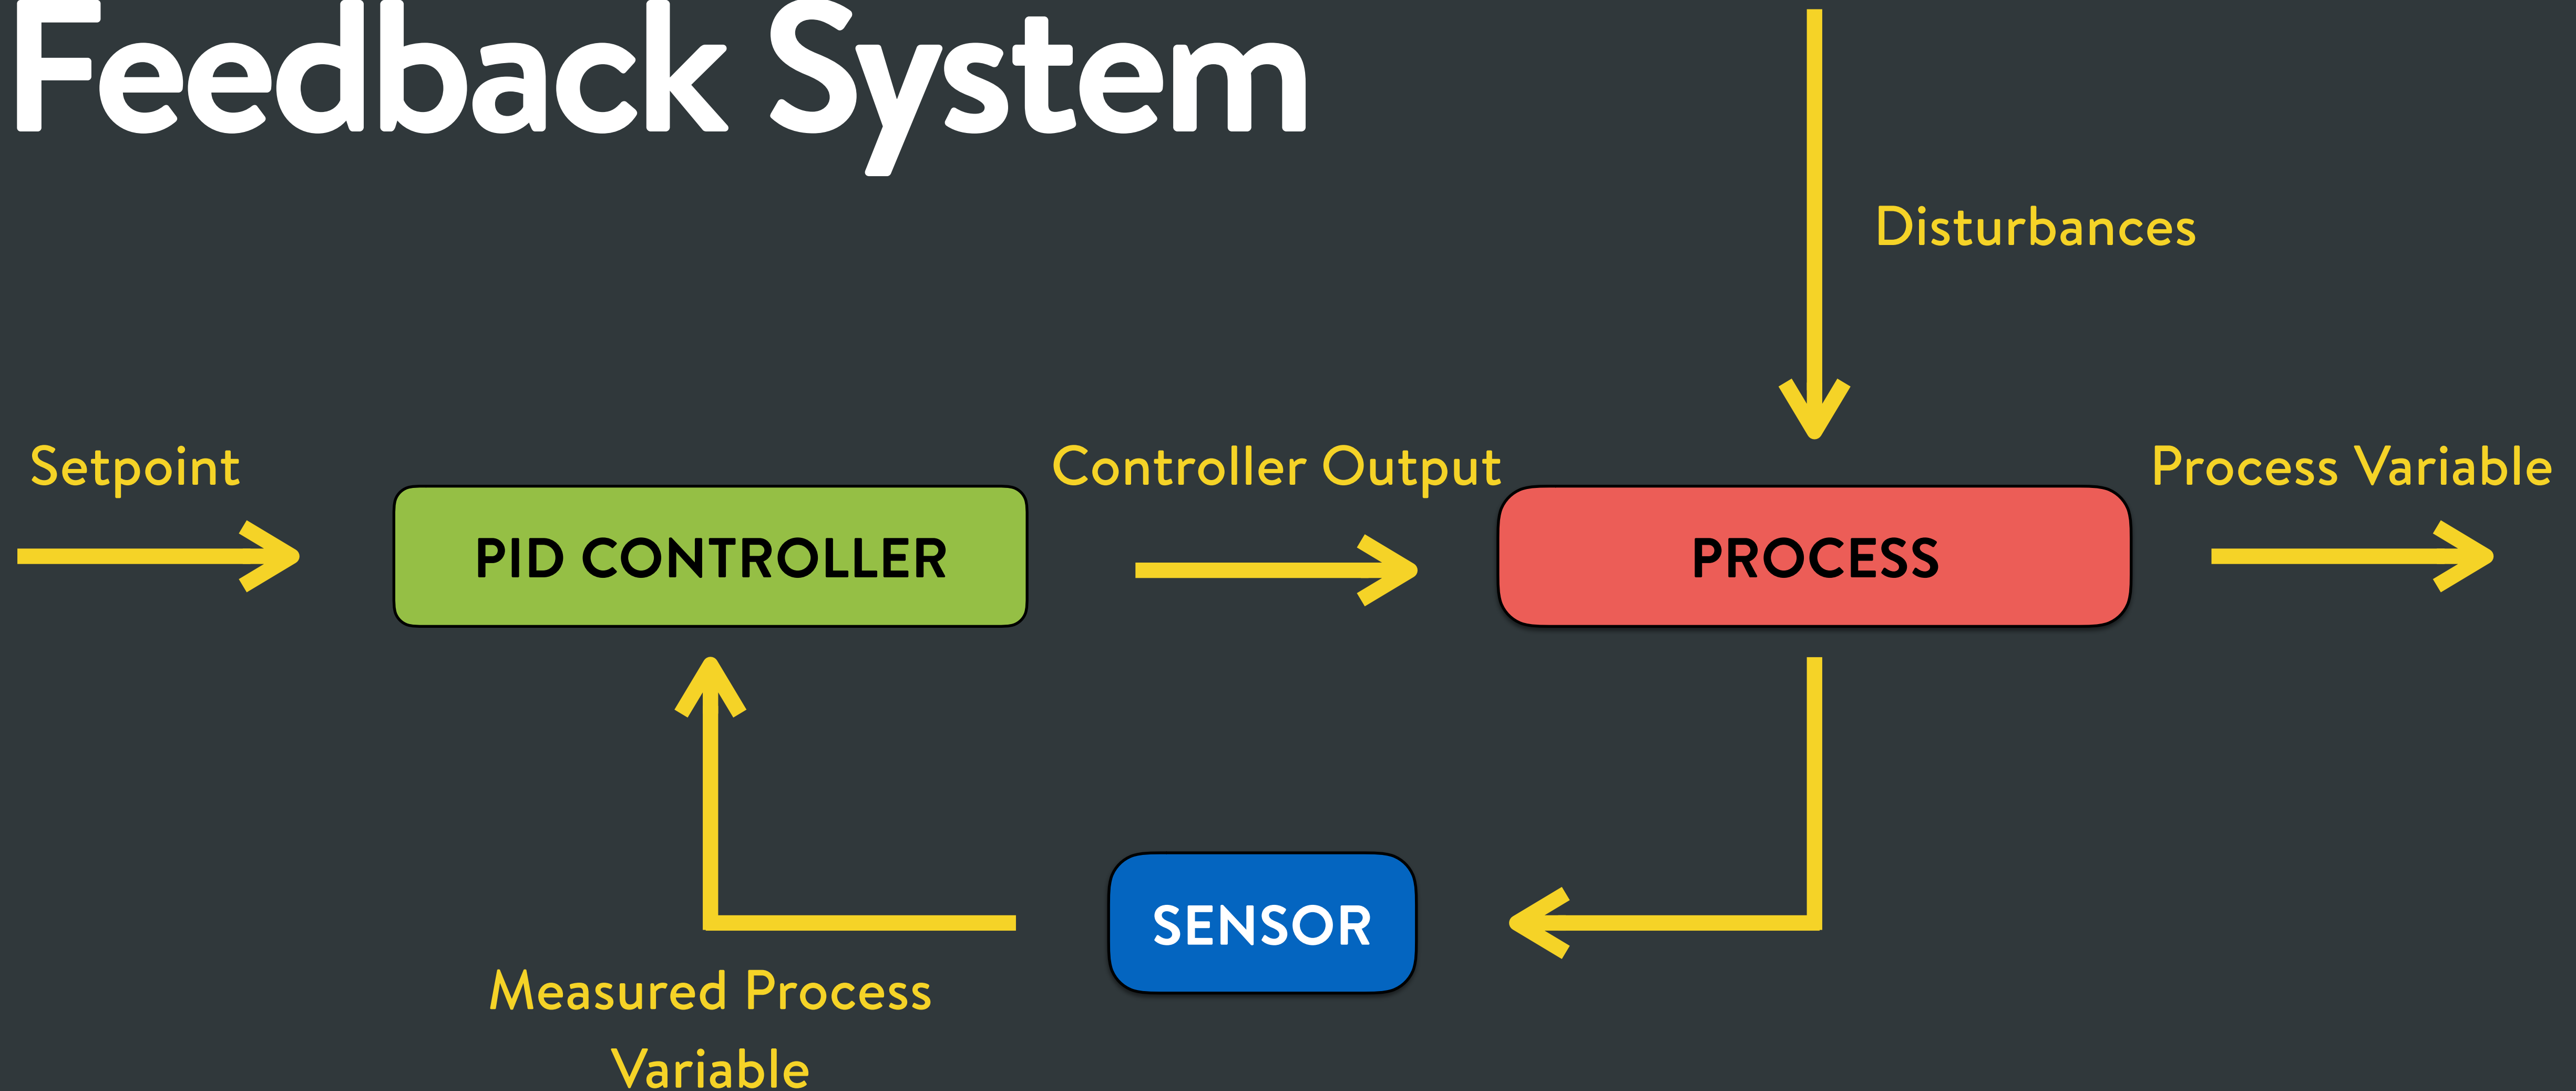 Feedback System
Disturbances
Setpoint
Controller Output
Process Variable
PID CONTROLLER
PROCESS
SENSOR
Measured Process
Variable